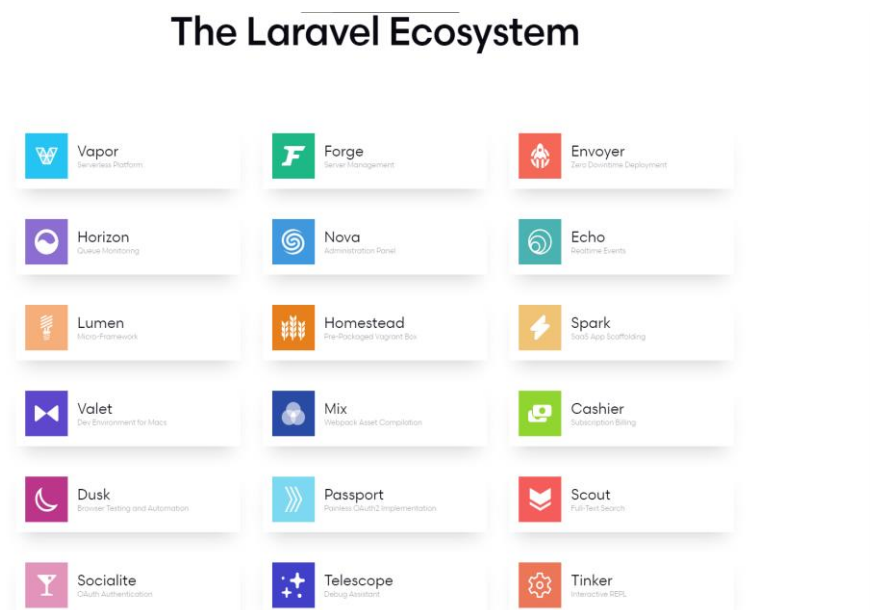 The Laravel Ecosystem
Vapor
Serverless Platform
Forge
Server Management
Envoyer
Zero Downtime Deployment
Horizon
Queue Monitoring
Nova
Administration Panel
Echo
Realtime Events
Lumen
Micro-Framework
Homestead
Pre-Packaged Vagrant Box
Spark
SaaS App Scaffolding
Valet
Dev Environment for Macs
Mix
Webpack Asset Compilation
Cashier
Subscription Billing
Dusk
Browser Testing and Automation
Passport
Painless OAuth2 Implementation
Scout
Full-Text Search
Socialite
OAuth Authentication
Telescope
Debug Assistant
Tinker
Interactive REPL